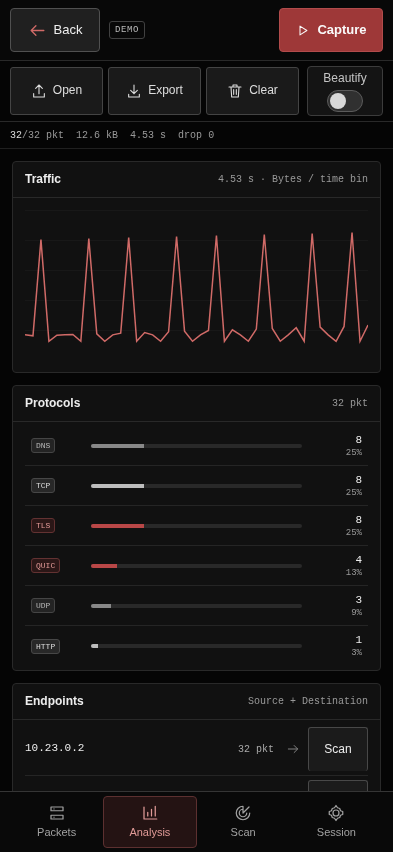 Back
DEMO
Capture
Open
Export
Clear
Beautify
32/32 pkt 12.6 kB 4.53 s drop 0
Traffic
4.53 s · Bytes / time bin
Protocols
32 pkt
DNS
8
25%
TCP
8
25%
TLS
8
25%
QUIC
4
13%
UDP
3
9%
HTTP
1
3%
Endpoints
Source + Destination
10.23.0.2
32 pkt
Scan
Packets
Analysis
Scan
Session